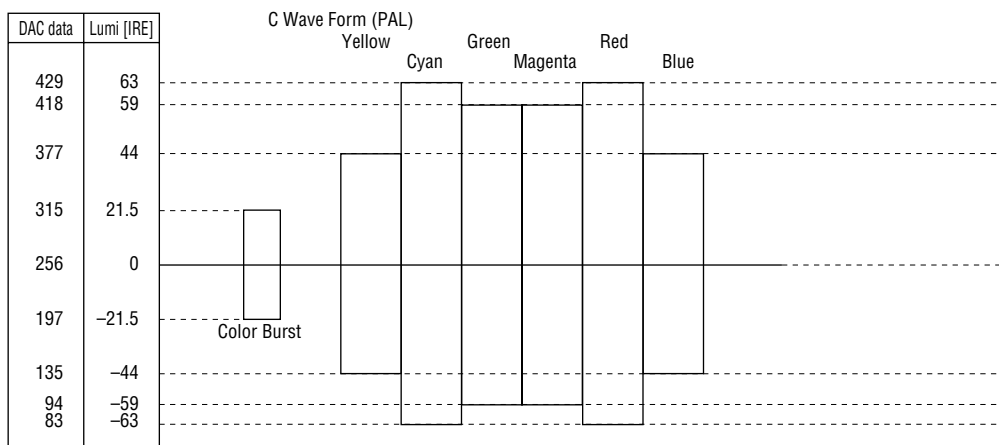 C Wave Form (PAL)
DAC data Lumi [IRE]
Yellow Green Red
Cyan Magenta Blue
429 63
418 59
377 44
315 21.5
256 0
197 –21.5
Color Burst
135 –44
94 –59
83 –63